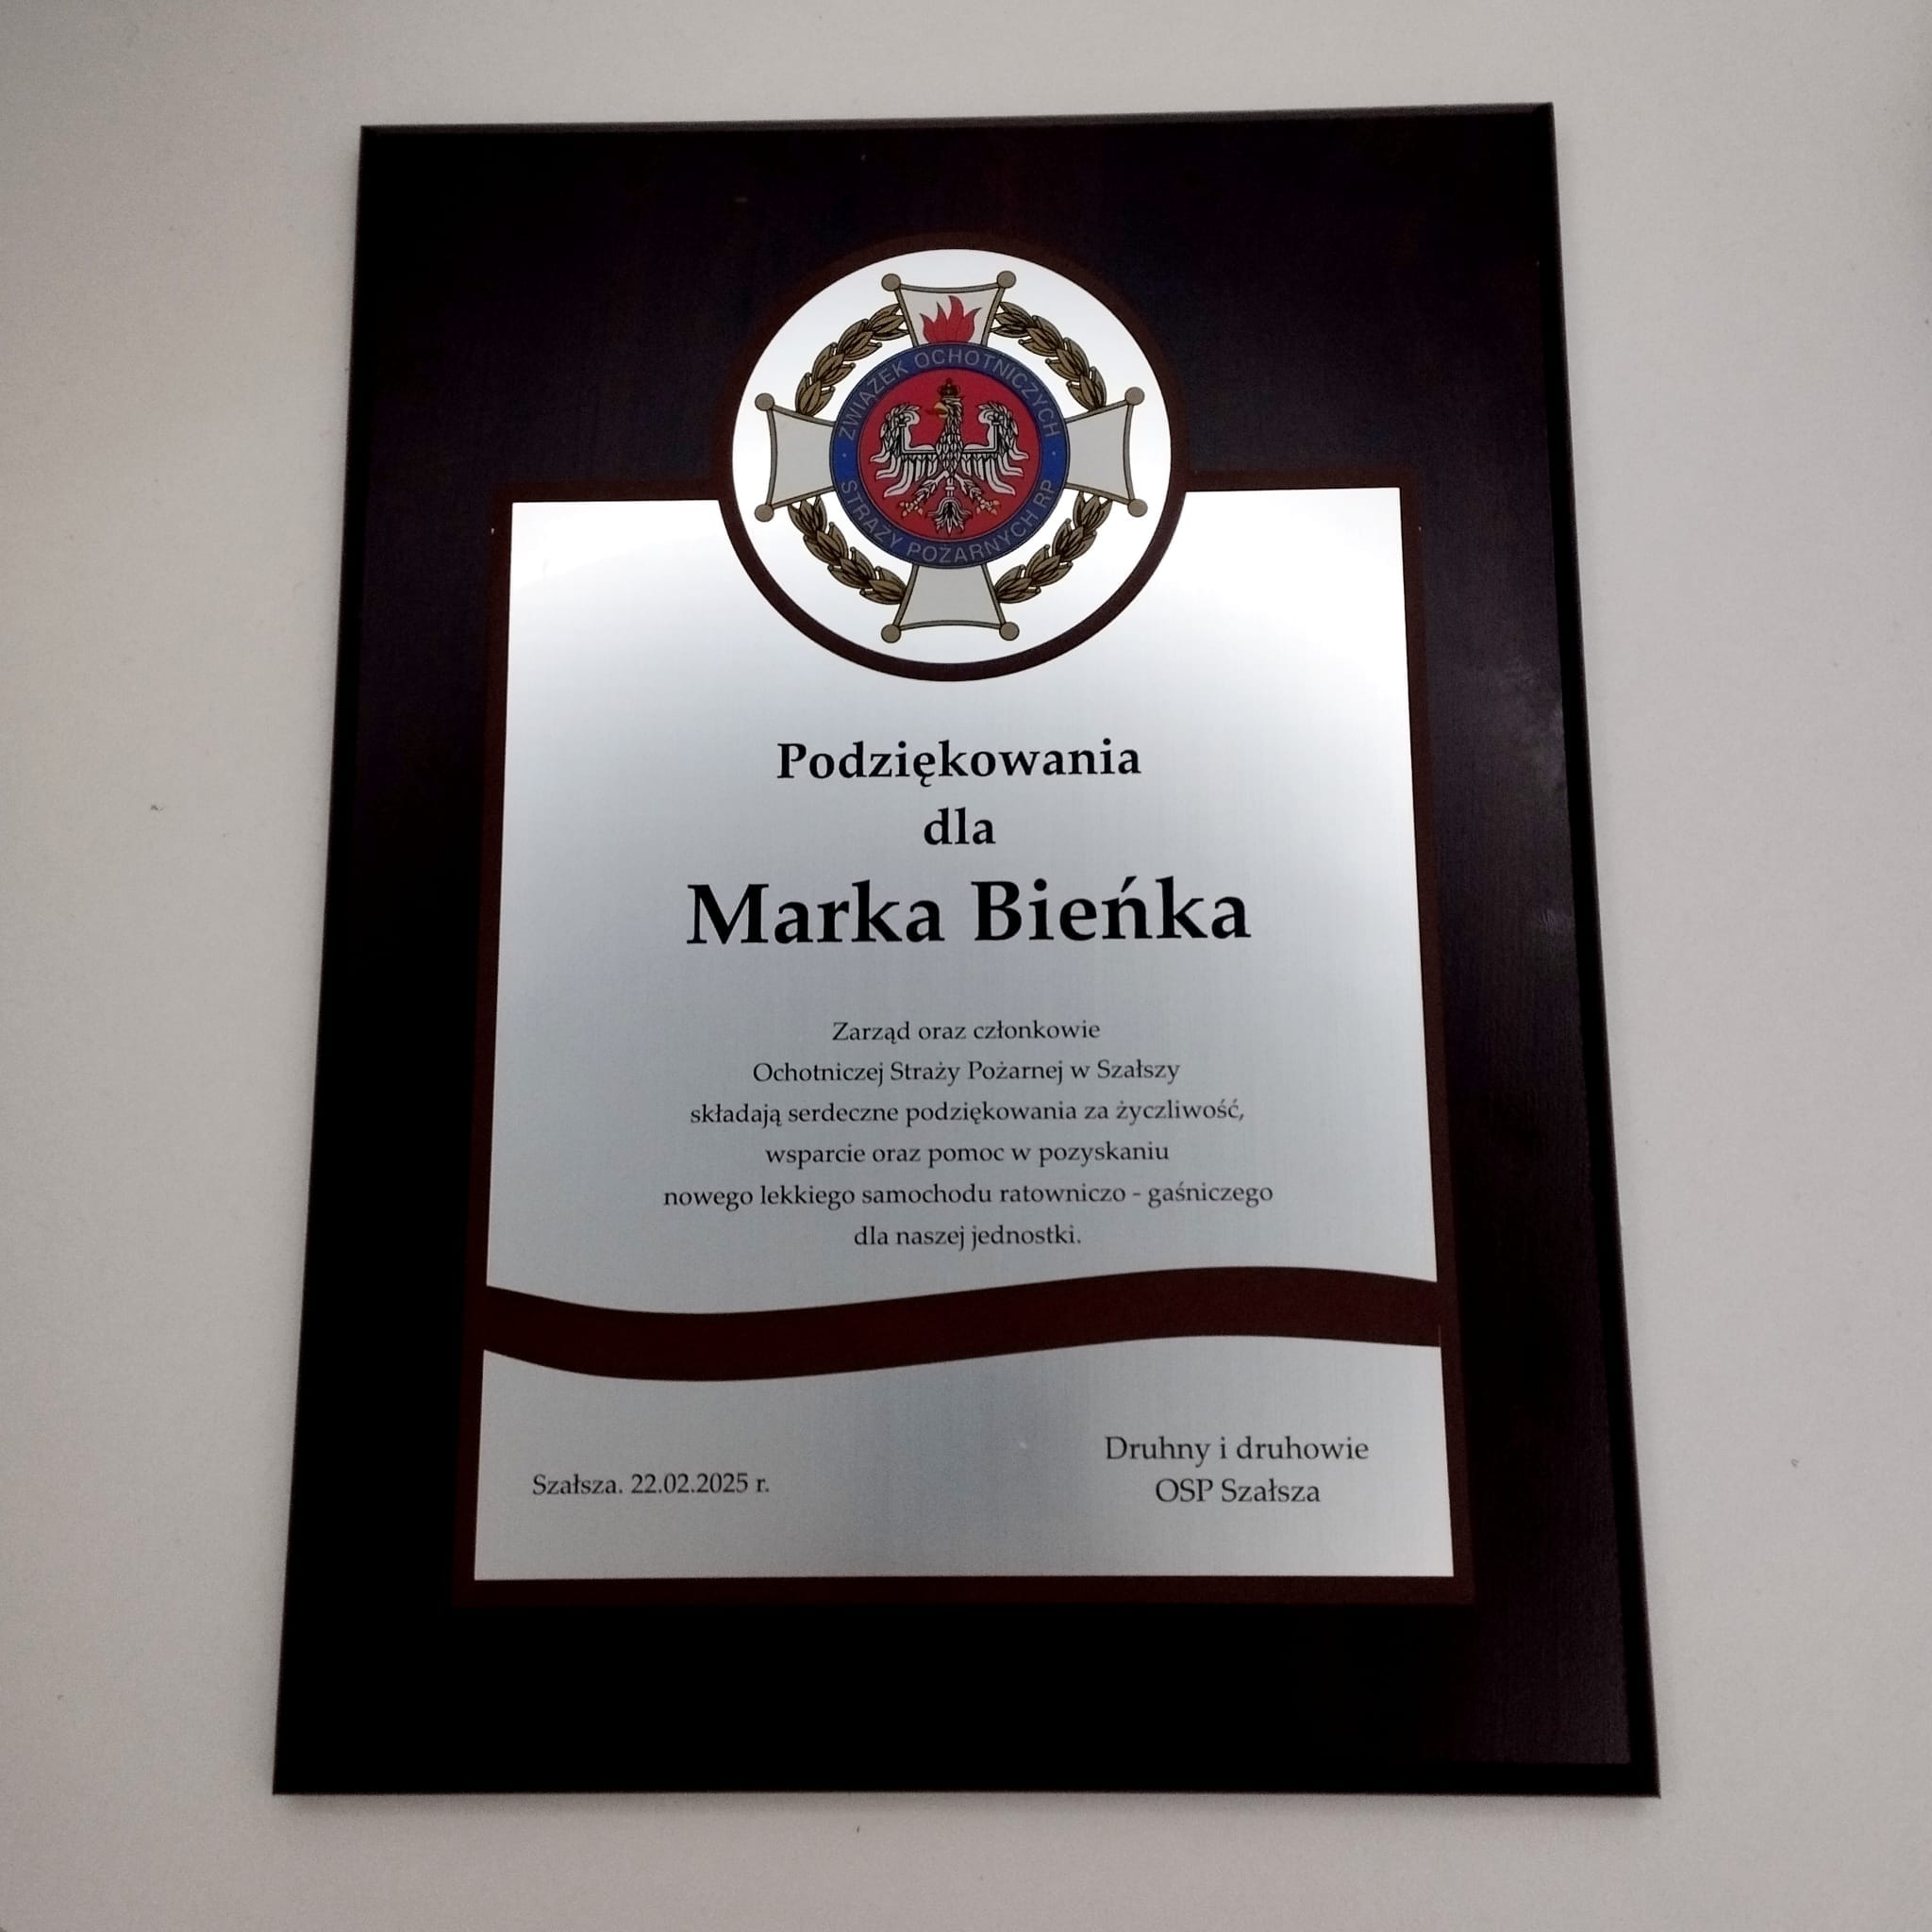 ZWIĄZEK OCHOTNICZYCH
STRAŻY POŻARNYCH RP
Podziękowania
dla
Marka Bieńka
Zarząd oraz członkowie
Ochotniczej Straży Pożarnej w Szałszy
składają serdeczne podziękowania za życzliwość,
wsparcie oraz pomoc w pozyskaniu
nowego lekkiego samochodu ratowniczo - gaśniczego
dla naszej jednostki.
Szałsza. 22.02.2025 r.
Druhny i druhowie
OSP Szałsza